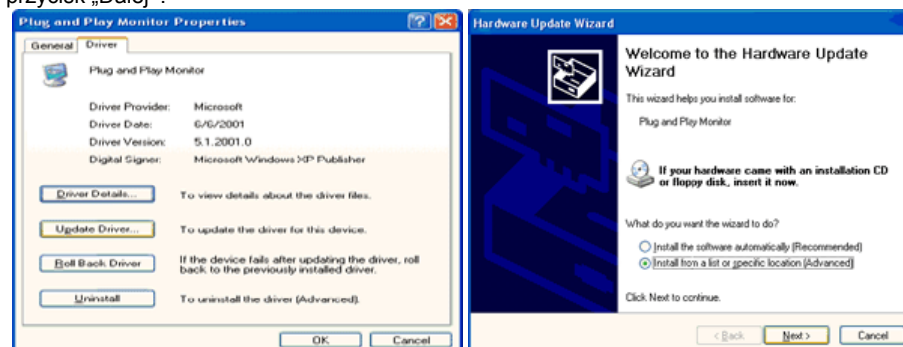 przycisk „Dalej”.
Plug and Play Monitor Properties
General Driver
Plug and Play Monitor
Driver Provider: Microsoft
Driver Date: 6/6/2001
Driver Version: 5.1.2001.0
Digital Signer: Microsoft Windows XP Publisher
Driver Details...
To view details about the driver files.
Update Driver...
To update the driver for this device.
Roll Back Driver
If the device fails after updating the driver, roll
back to the previously installed driver.
Uninstall
To uninstall the driver (Advanced).
OK Cancel
Hardware Update Wizard
Welcome to the Hardware Update
Wizard
This wizard helps you install software for:
Plug and Play Monitor
If your hardware came with an installation CD
or floppy disk, insert it now.
What do you want the wizard to do?
Install the software automatically (Recommended)
Install from a list or specific location (Advanced)
Click Next to continue.
< Back Next > Cancel